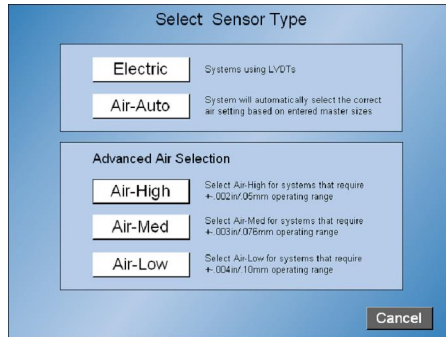 Select Sensor Type
Electric
Systems using LVDTs
Air-Auto
System will automatically select the correct
air setting based on entered master sizes
Advanced Air Selection
Air-High
Select Air-High for systems that require
+-.002in/.05mm operating range
Air-Med
Select Air-Med for systems that require
+-.003in/.076mm operating range
Air-Low
Select Air-Low for systems that require
+-.004in/.10mm operating range
Cancel